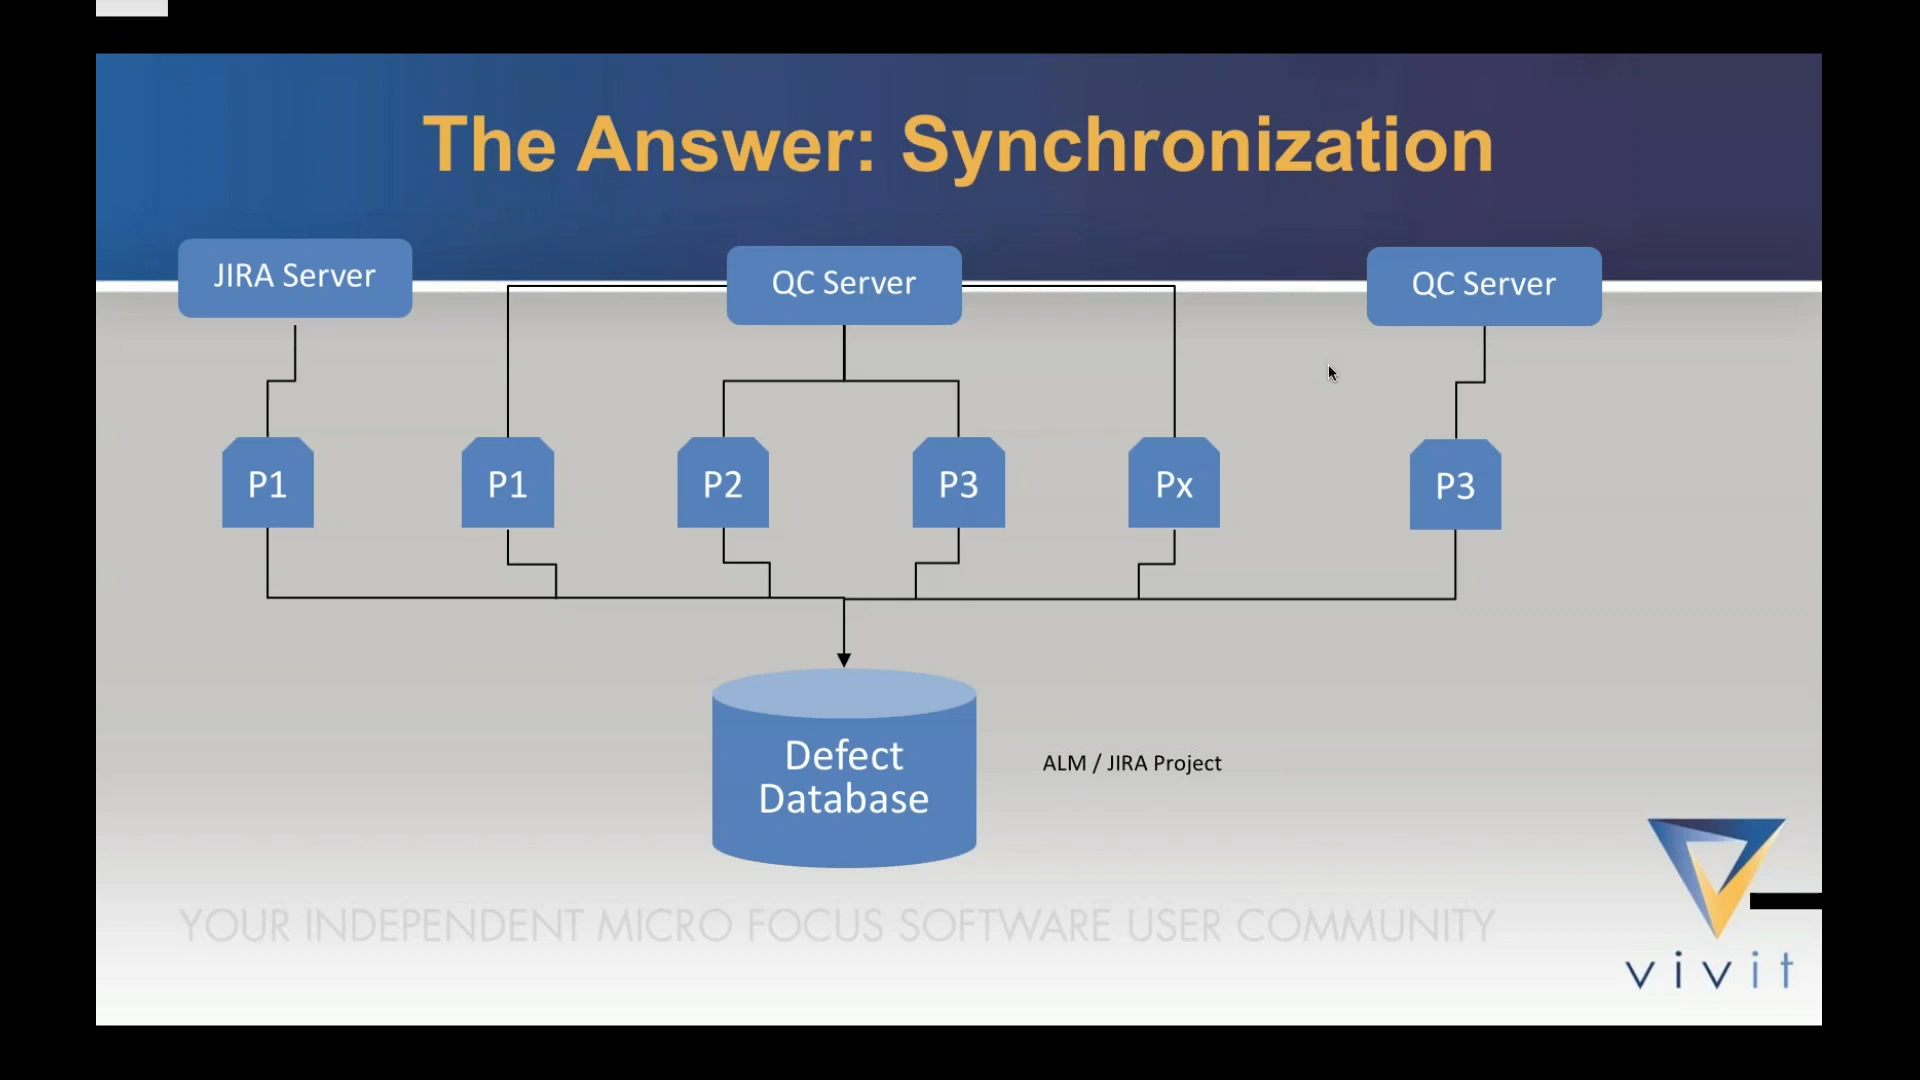 The Answer: Synchronization
JIRA Server
QC Server
QC Server
P1
P1
P2
P3
Px
P3
Defect
Database
ALM / JIRA Project
YOUR INDEPENDENT MICRO FOCUS SOFTWARE USER COMMUNITY
vivit